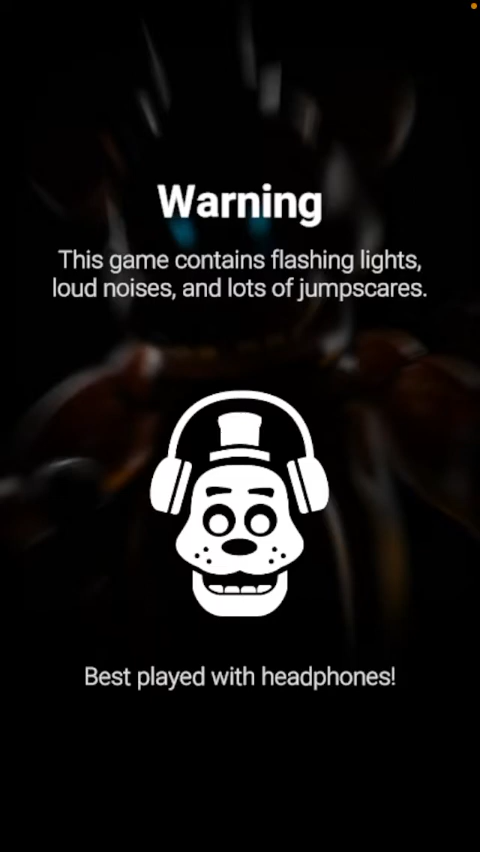 Warning
This game contains flashing lights,
loud noises, and lots of jumpscares.
Best played with headphones!